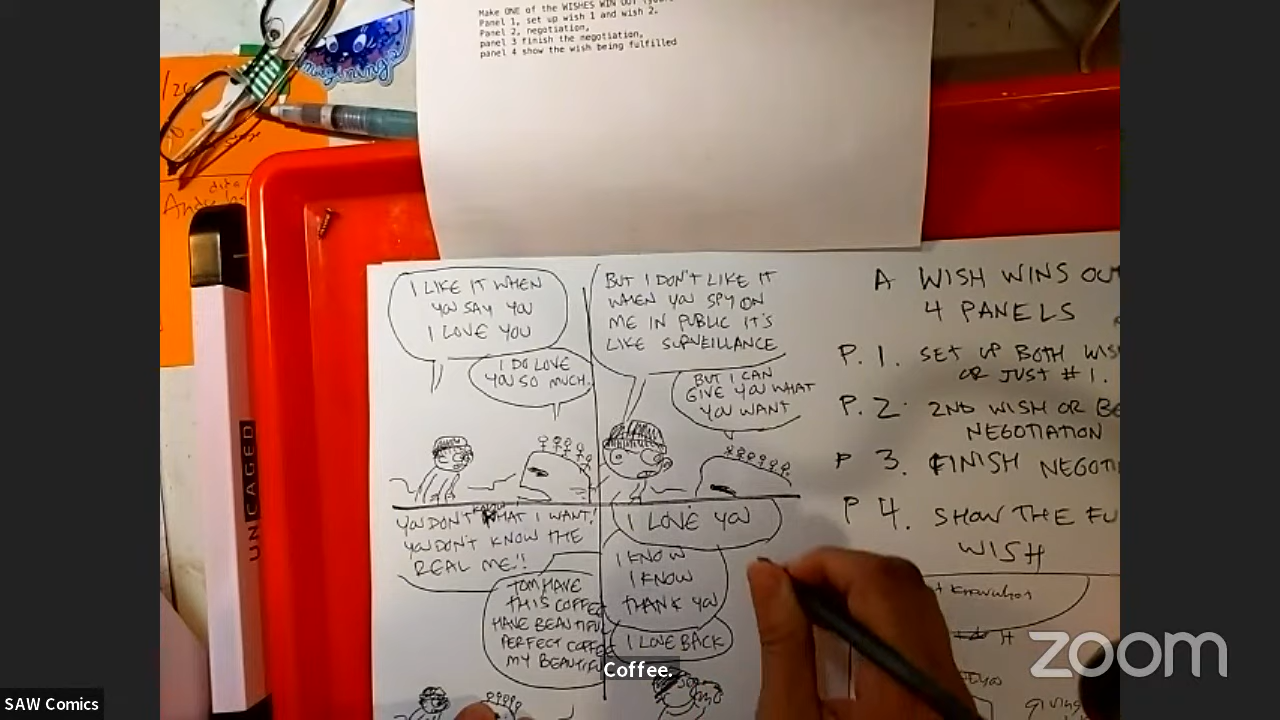 Make ONE of the WISHES WIN OUT
Panel 1, set up wish 1 and wish 2.
Panel 2, negotiation,
panel 3 finish the negotiation,
panel 4 show the wish being fulfilled
UNCAGED
I LIKE IT WHEN
YOU SAY YOU
I LOVE YOU
I DO LOVE
YOU SO MUCH.
BUT I DON'T LIKE IT
WHEN YOU SPY ON
ME IN PUBLIC IT'S
LIKE SURVEILLANCE
BUT I CAN
GIVE YOU WHAT
YOU WANT
YOU DON'T KNOW WHAT I WANT!
YOU DON'T KNOW THE
REAL ME!!
TOM HAVE
THIS COFFEE
HAVE BEAUTIFUL
PERFECT COFFEE
MY BEAUTIFUL
I LOVE YOU
I KNOW
I KNOW
THANK YOU
I LOVE BACK
A WISH WINS OUT
4 PANELS
P. 1. SET UP BOTH WIS
OR JUST #1.
P. 2. 2ND WISH OR BE
NEGOTIATION
P 3. FINISH NEGOTI
P 4. SHOW THE FU
WISH
Coffee.
SAW Comics
zoom